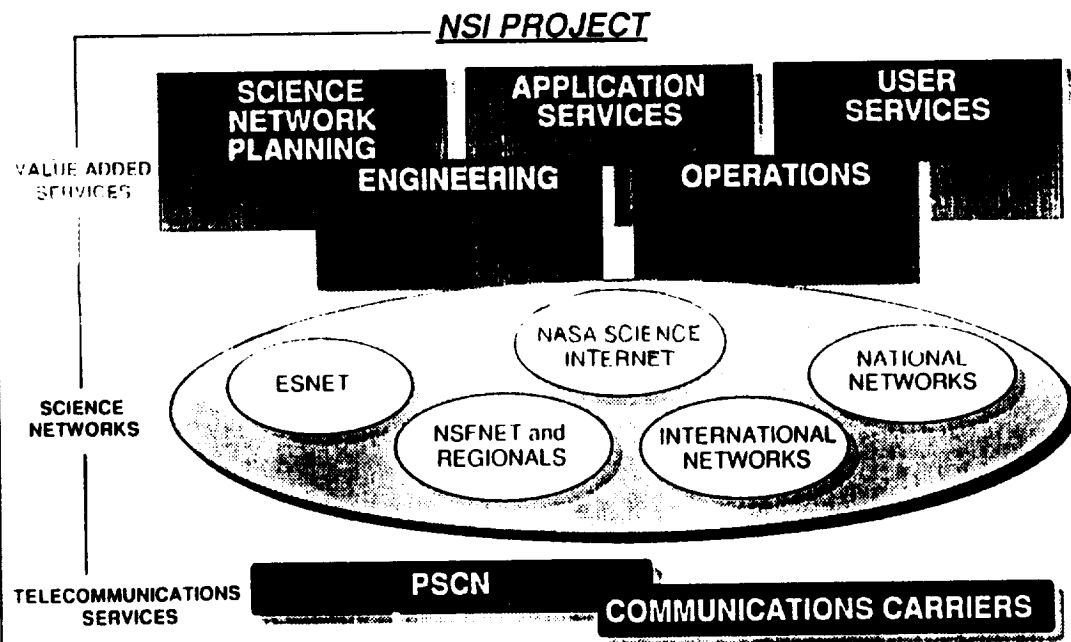 NSI PROJECT
SCIENCE
NETWORK
PLANNING
APPLICATION
SERVICES
USER
SERVICES
VALUE ADDED
SERVICES
ENGINEERING
OPERATIONS
NASA SCIENCE
INTERNET
ESNET
NATIONAL
NETWORKS
SCIENCE
NETWORKS
NSFNET and
REGIONALS
INTERNATIONAL
NETWORKS
TELECOMMUNICATIONS
SERVICES
PSCN
COMMUNICATIONS CARRIERS